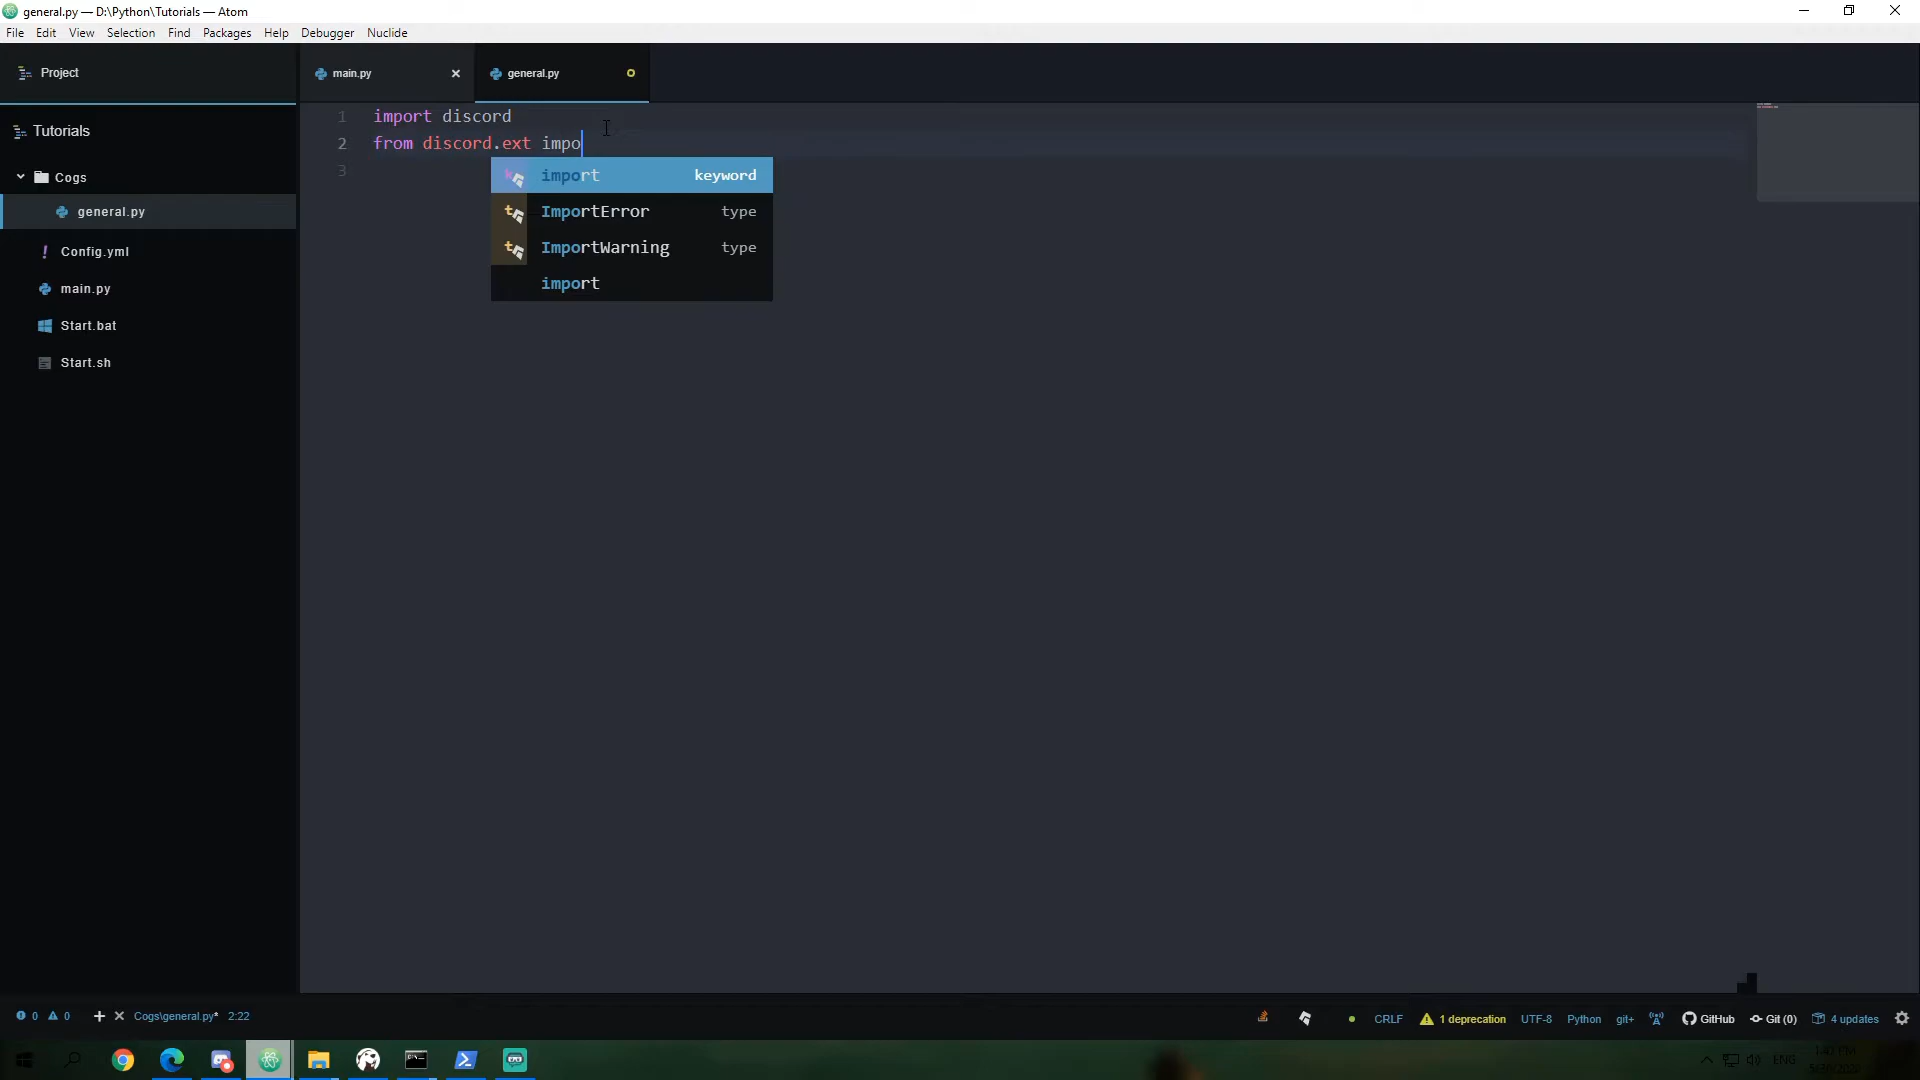 general.py — D:\Python\Tutorials — Atom
File Edit View Selection Find Packages Help Debugger Nuclide
Project
main.py
general.py
Tutorials
Cogs
general.py
Config.yml
main.py
Start.bat
Start.sh
1 import discord
2 from discord.ext impo
3
import keyword
ImportError type
ImportWarning type
import
0 0 Cogs\general.py* 2:22
CRLF 1 deprecation UTF-8 Python git+ GitHub Git (0) 4 updates
ENG